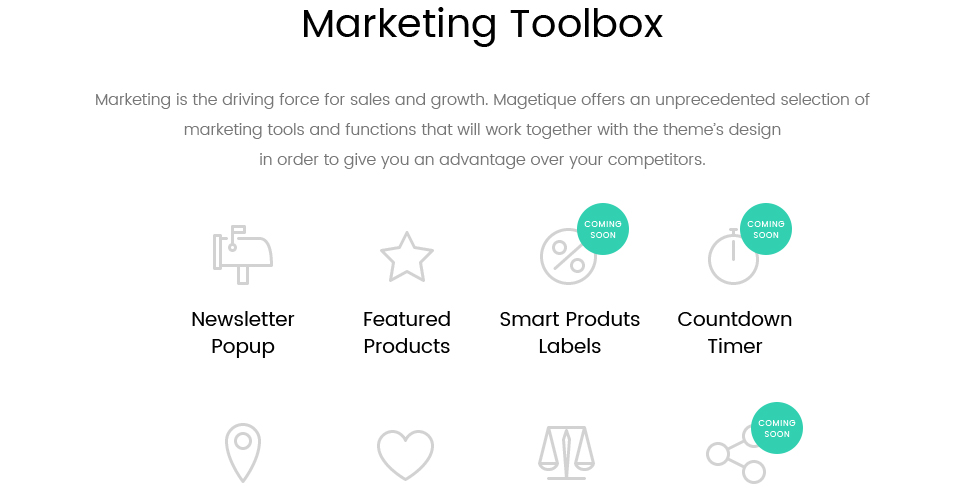 Marketing Toolbox
Marketing is the driving force for sales and growth. Magetique offers an unprecedented selection of
marketing tools and functions that will work together with the theme's design
in order to give you an advantage over your competitors.
COMING
SOON
COMING
SOON
Newsletter
Popup
Featured
Products
Smart Produts
Labels
Countdown
Timer
COMING
SOON